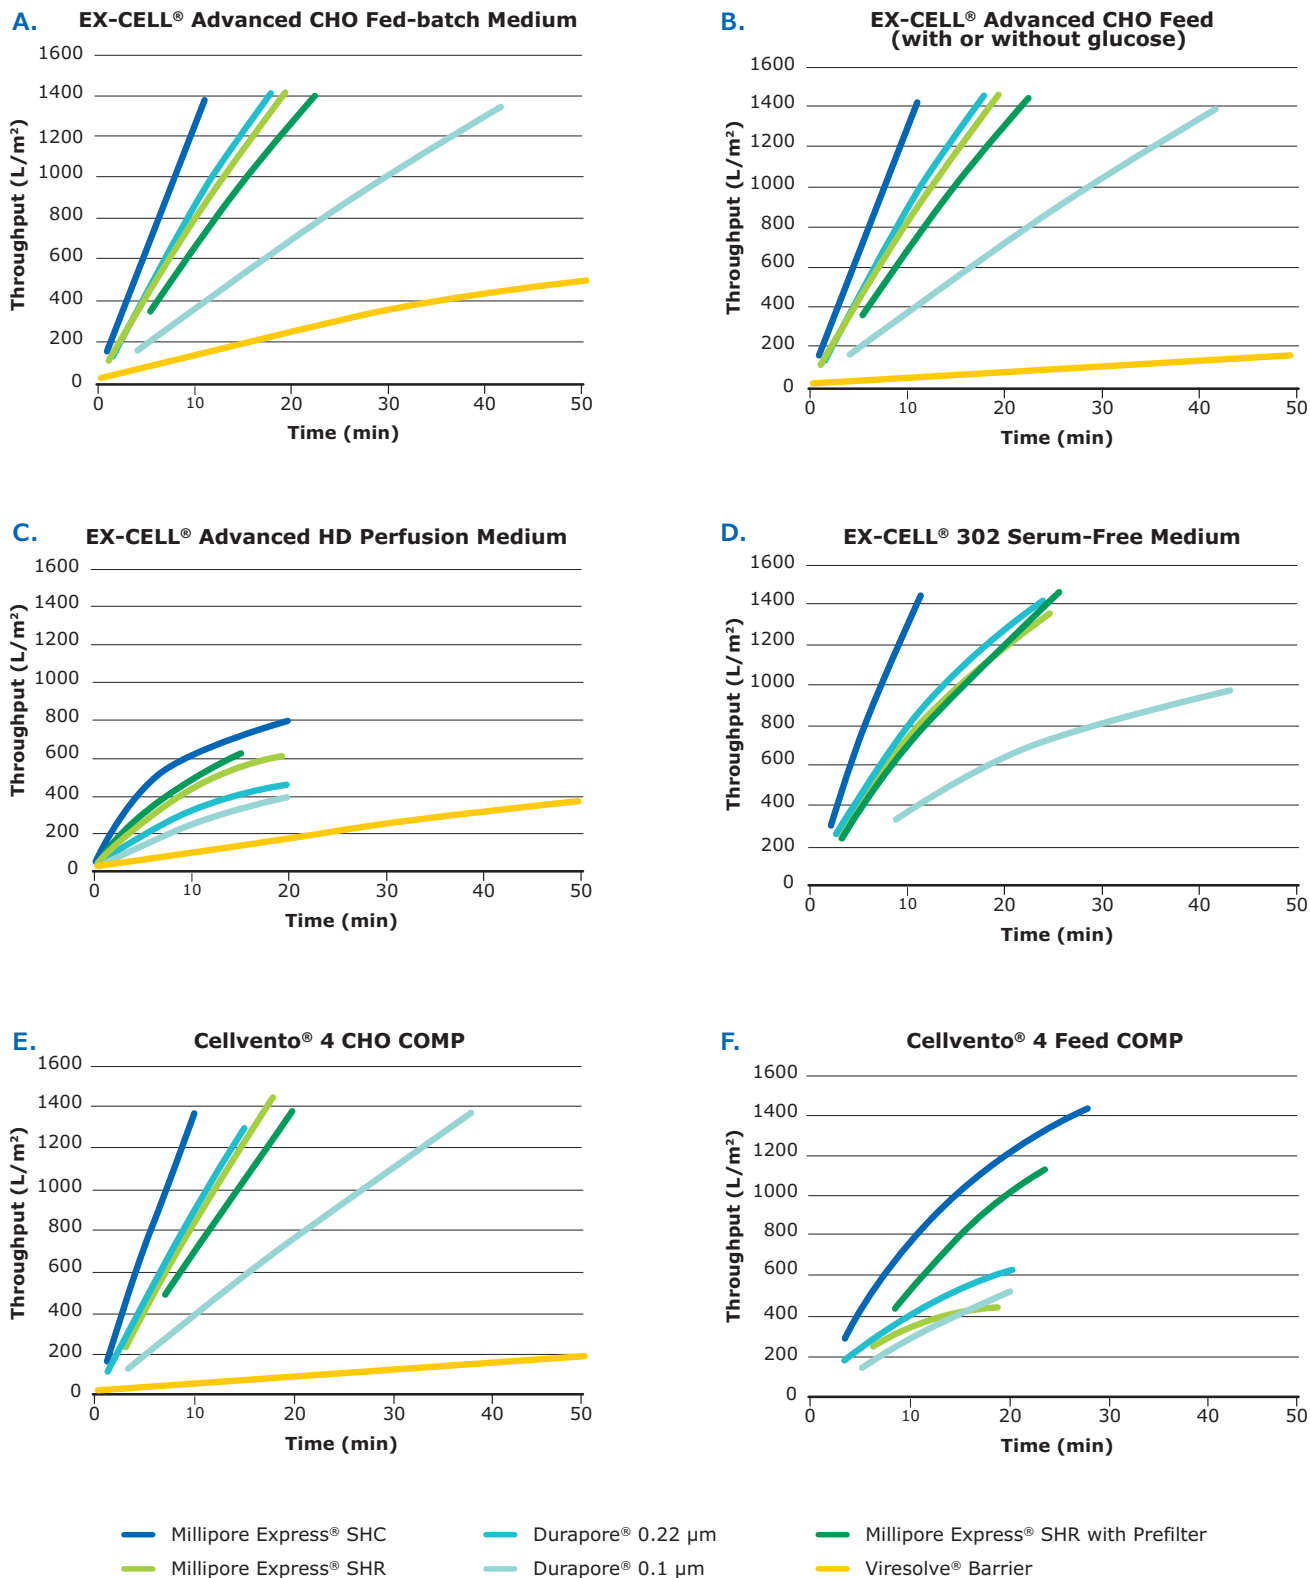 A.
EX-CELL® Advanced CHO Fed-batch Medium
Throughput (L/m²)
1600
1400
1200
1000
800
600
400
200
0
0 10 20 30 40 50
Time (min)
B.
EX-CELL® Advanced CHO Feed
(with or without glucose)
Throughput (L/m²)
1600
1400
1200
1000
800
600
400
200
0
0 10 20 30 40 50
Time (min)
C.
EX-CELL® Advanced HD Perfusion Medium
Throughput (L/m²)
1600
1400
1200
1000
800
600
400
200
0
0 10 20 30 40 50
Time (min)
D.
EX-CELL® 302 Serum-Free Medium
Throughput (L/m²)
1600
1400
1200
1000
800
600
400
200
0
0 10 20 30 40 50
Time (min)
E.
Cellvento® 4 CHO COMP
Throughput (L/m²)
1600
1400
1200
1000
800
600
400
200
0
0 10 20 30 40 50
Time (min)
F.
Cellvento® 4 Feed COMP
Throughput (L/m²)
1600
1400
1200
1000
800
600
400
200
0
0 10 20 30 40 50
Time (min)
Millipore Express® SHC
Durapore® 0.22 µm
Millipore Express® SHR with Prefilter
Millipore Express® SHR
Durapore® 0.1 µm
Viresolve® Barrier